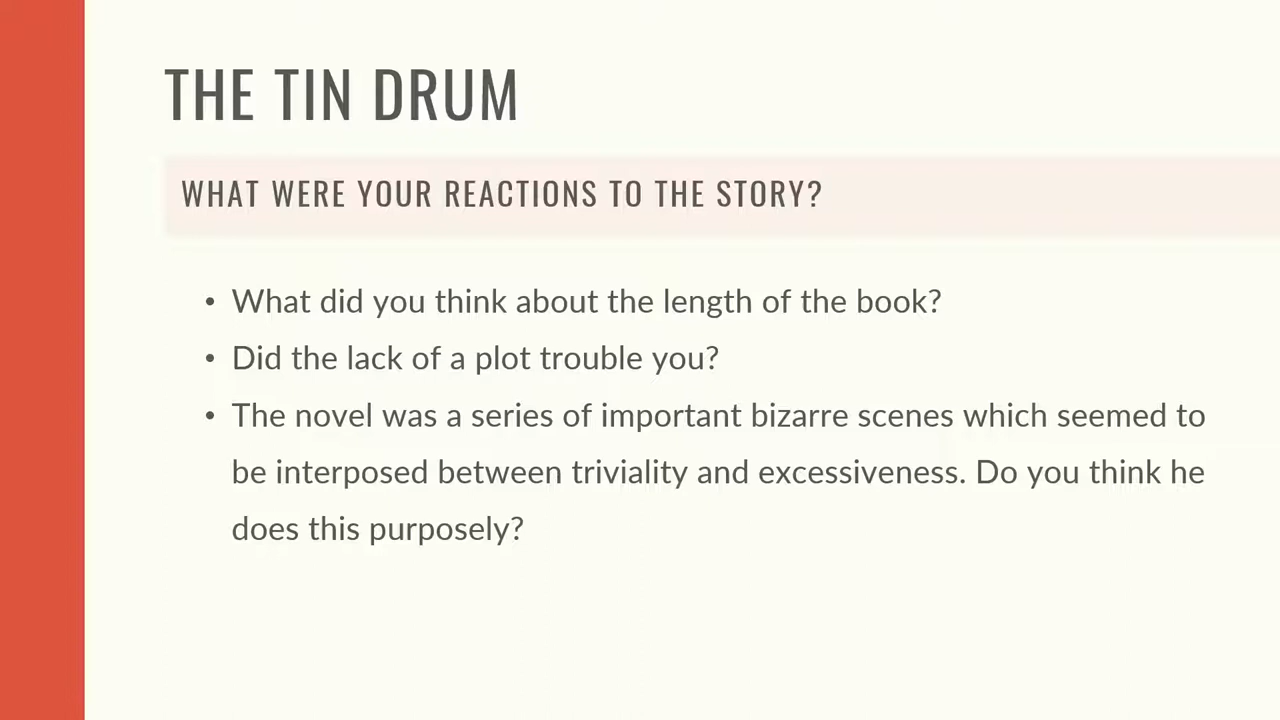 THE TIN DRUM
WHAT WERE YOUR REACTIONS TO THE STORY?
• What did you think about the length of the book?
• Did the lack of a plot trouble you?
• The novel was a series of important bizarre scenes which seemed to
be interposed between triviality and excessiveness. Do you think he
does this purposely?